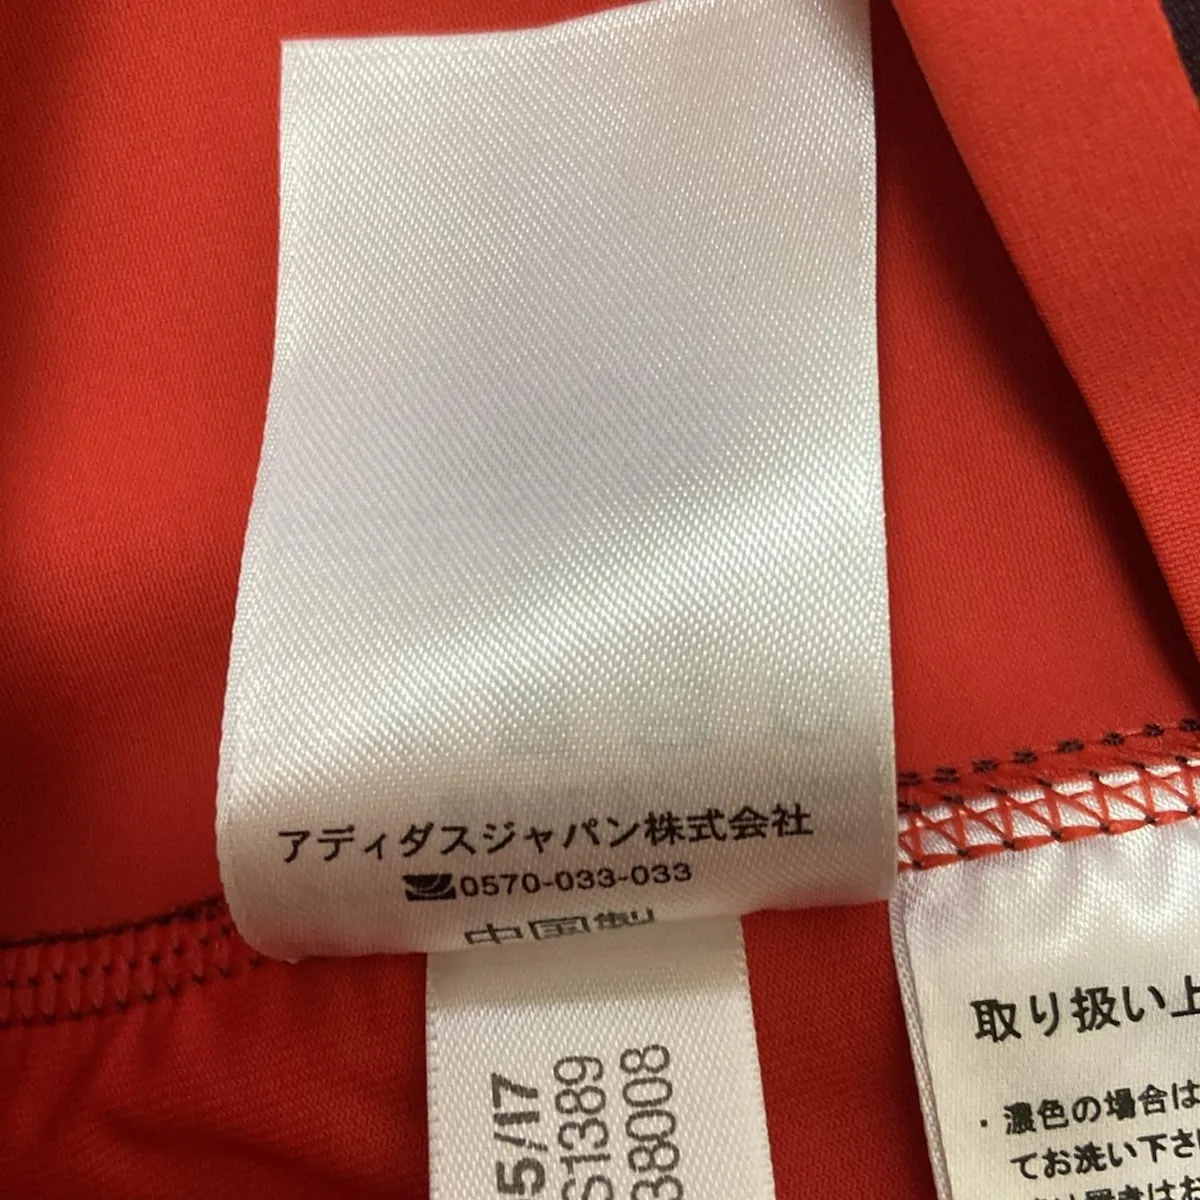 アディダスジャパン株式会社
0570-033-033
中国製
5/17
S1389
38008
取り扱い上
・濃色の場合は
てお洗い下さ